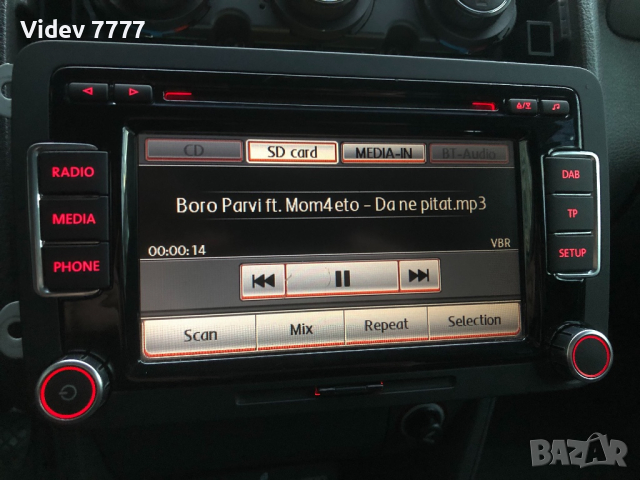 Videv 7777
CD
SD card
MEDIA-IN
BT-Audio
RADIO
MEDIA
PHONE
DAB
TP
SETUP
Boro Parvi ft. Mom4eto - Da ne pitat.mp3
00:00:14
VBR
Scan
Mix
Repeat
Selection
BAZAR